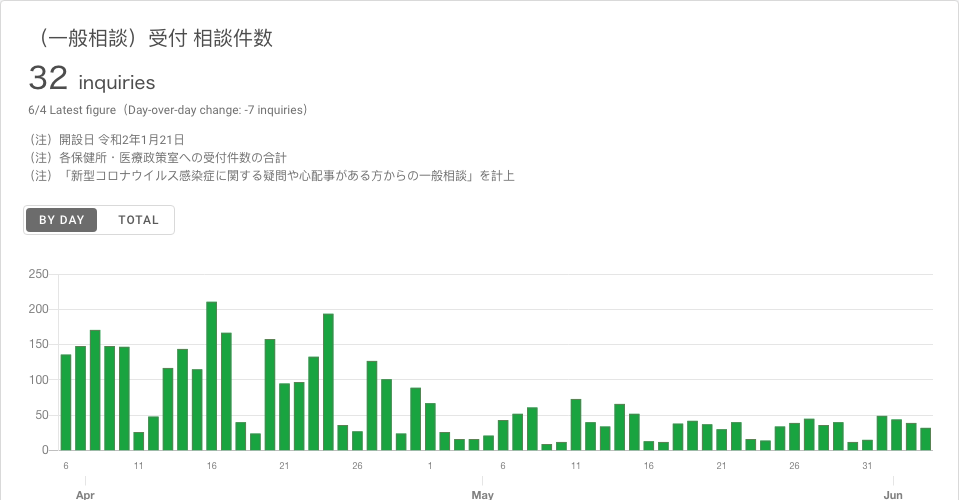 （一般相談）受付 相談件数
32 inquiries
6/4 Latest figure（Day-over-day change: -7 inquiries）
（注）開設日 令和2年1月21日
（注）各保健所・医療政策室への受付件数の合計
（注）「新型コロナウイルス感染症に関する疑問や心配事がある方からの一般相談」を計上
BY DAY TOTAL
250
200
150
100
50
0
6 11 16 21 26 1 6 11 16 21 26 31
Apr May Jun